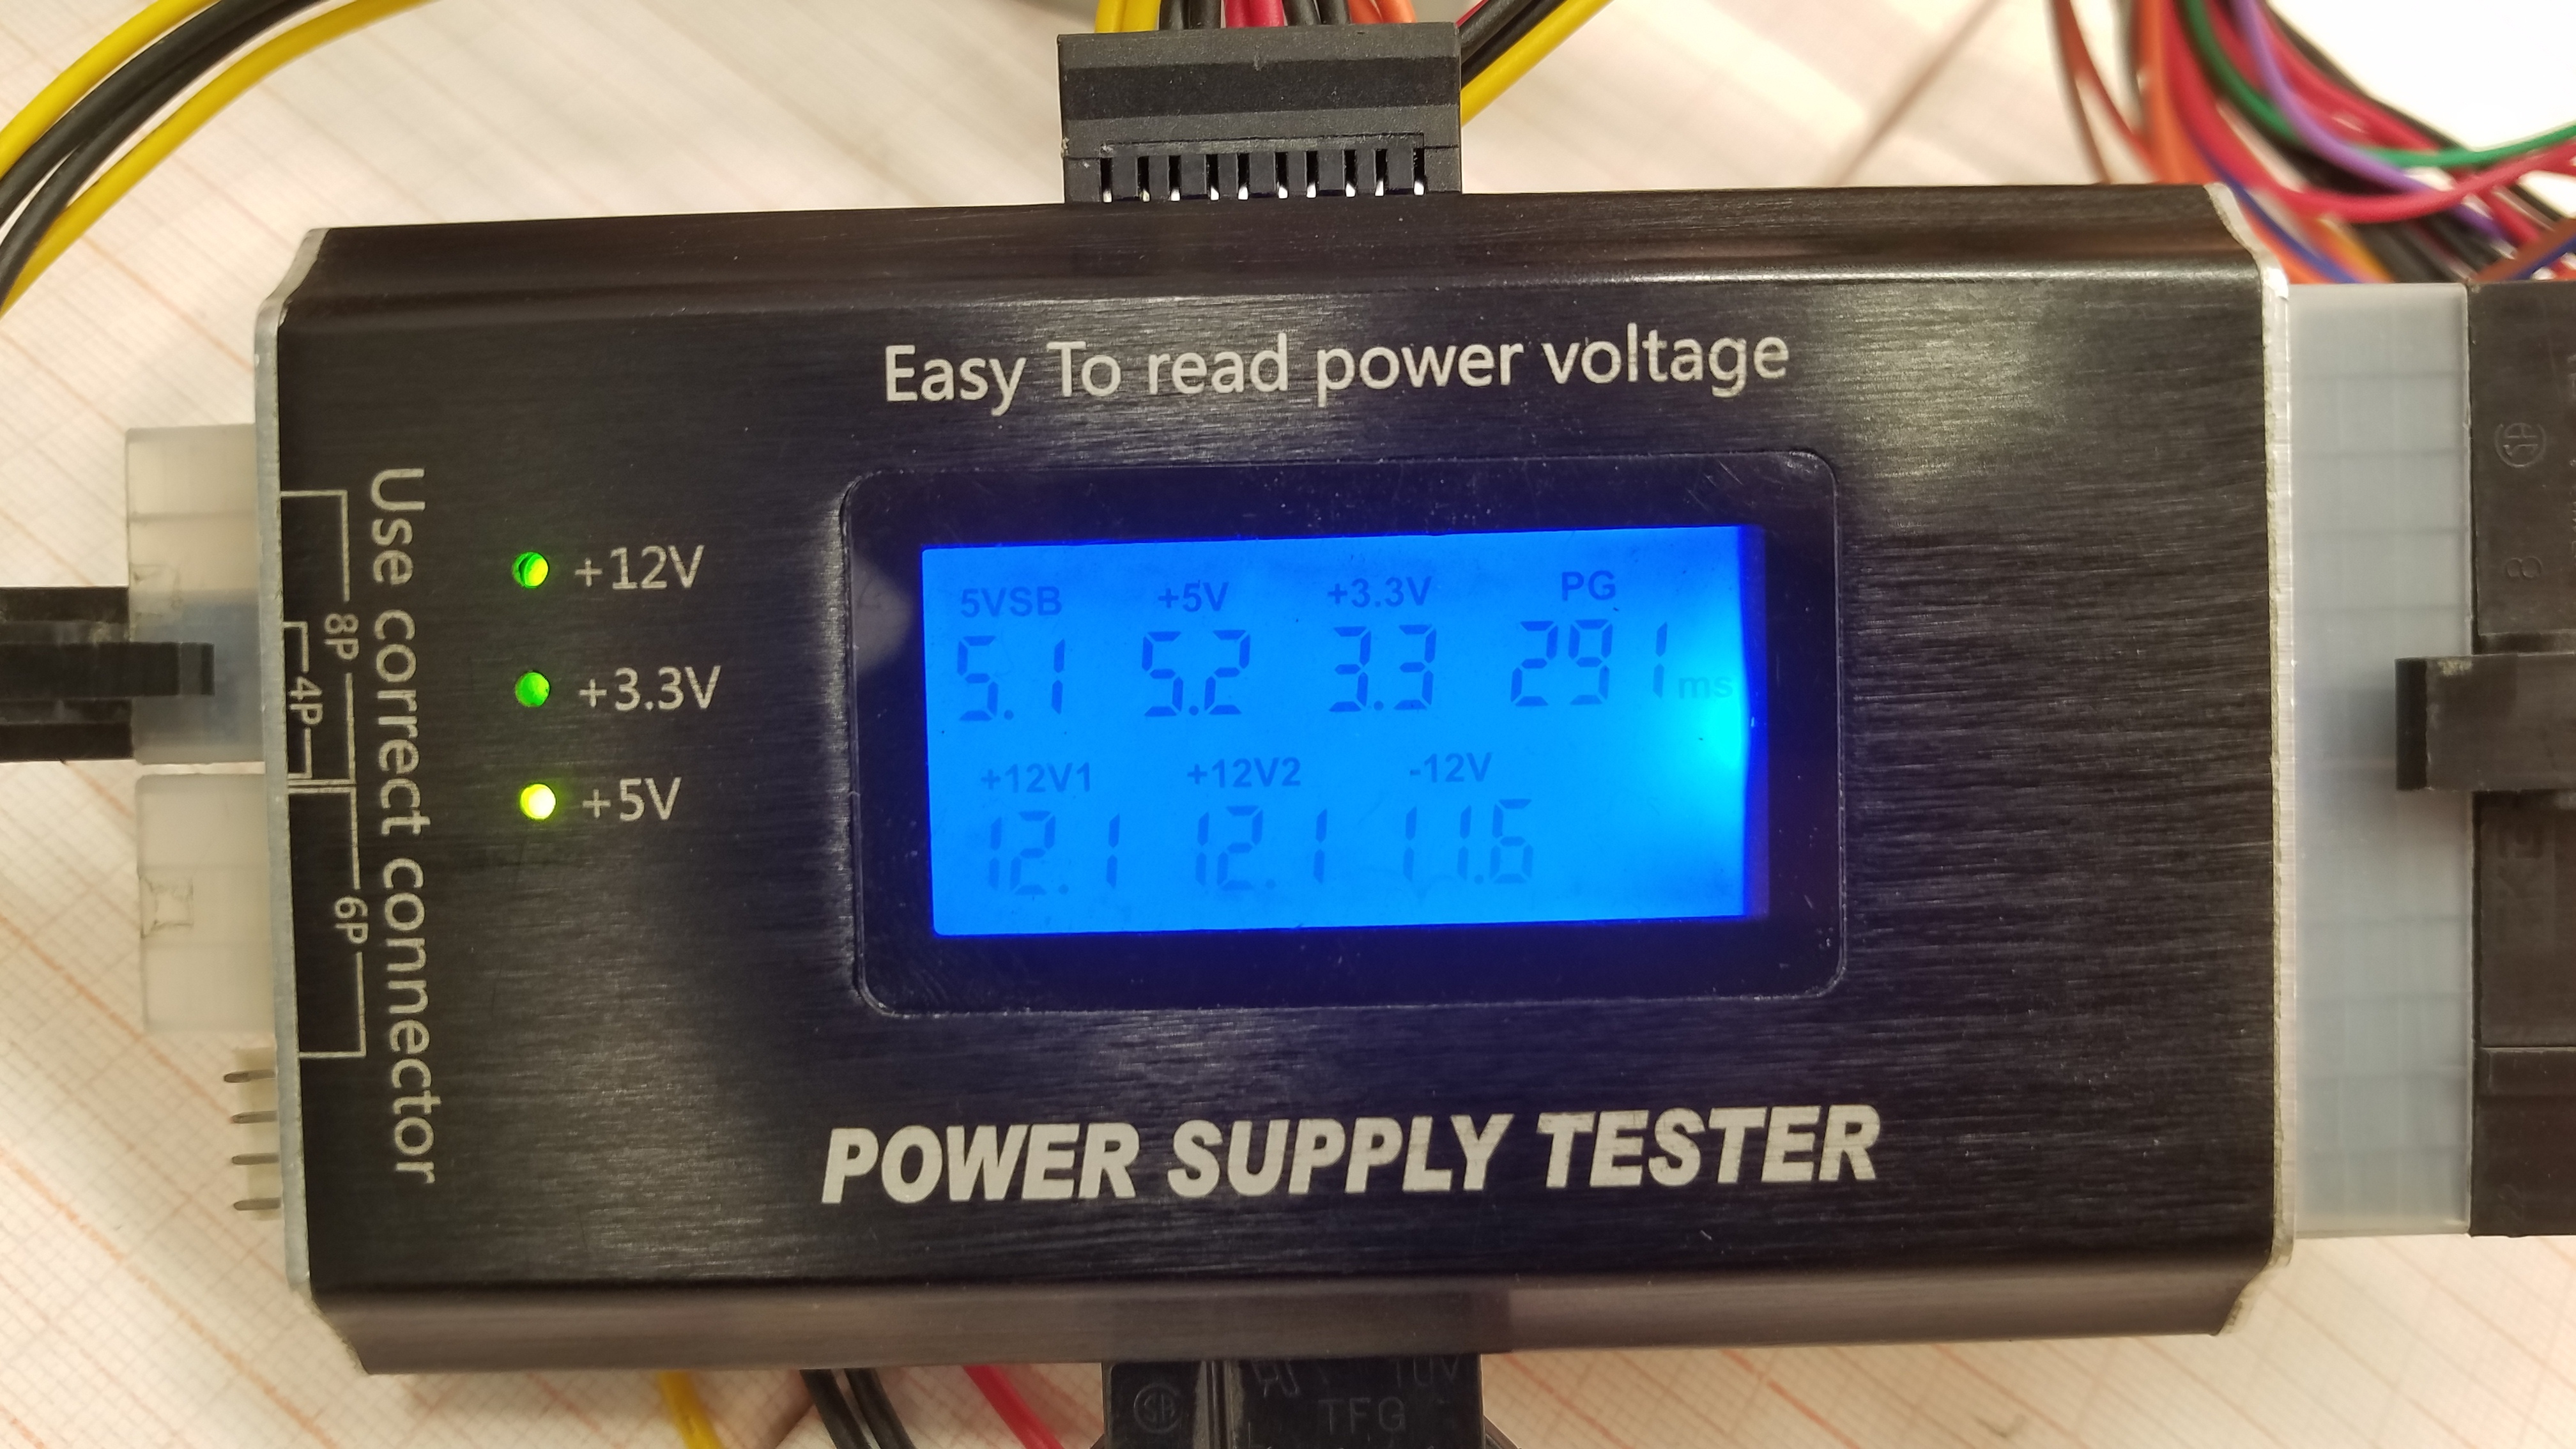 Easy To read power voltage
Use correct connector
8P
4P
6P
+12V
+3.3V
+5V
5VSB +5V +3.3V PG
5.1 5.2 3.3 291 ms
+12V1 +12V2 -12V
12.1 12.1 11.6
POWER SUPPLY TESTER
TUV
TFG